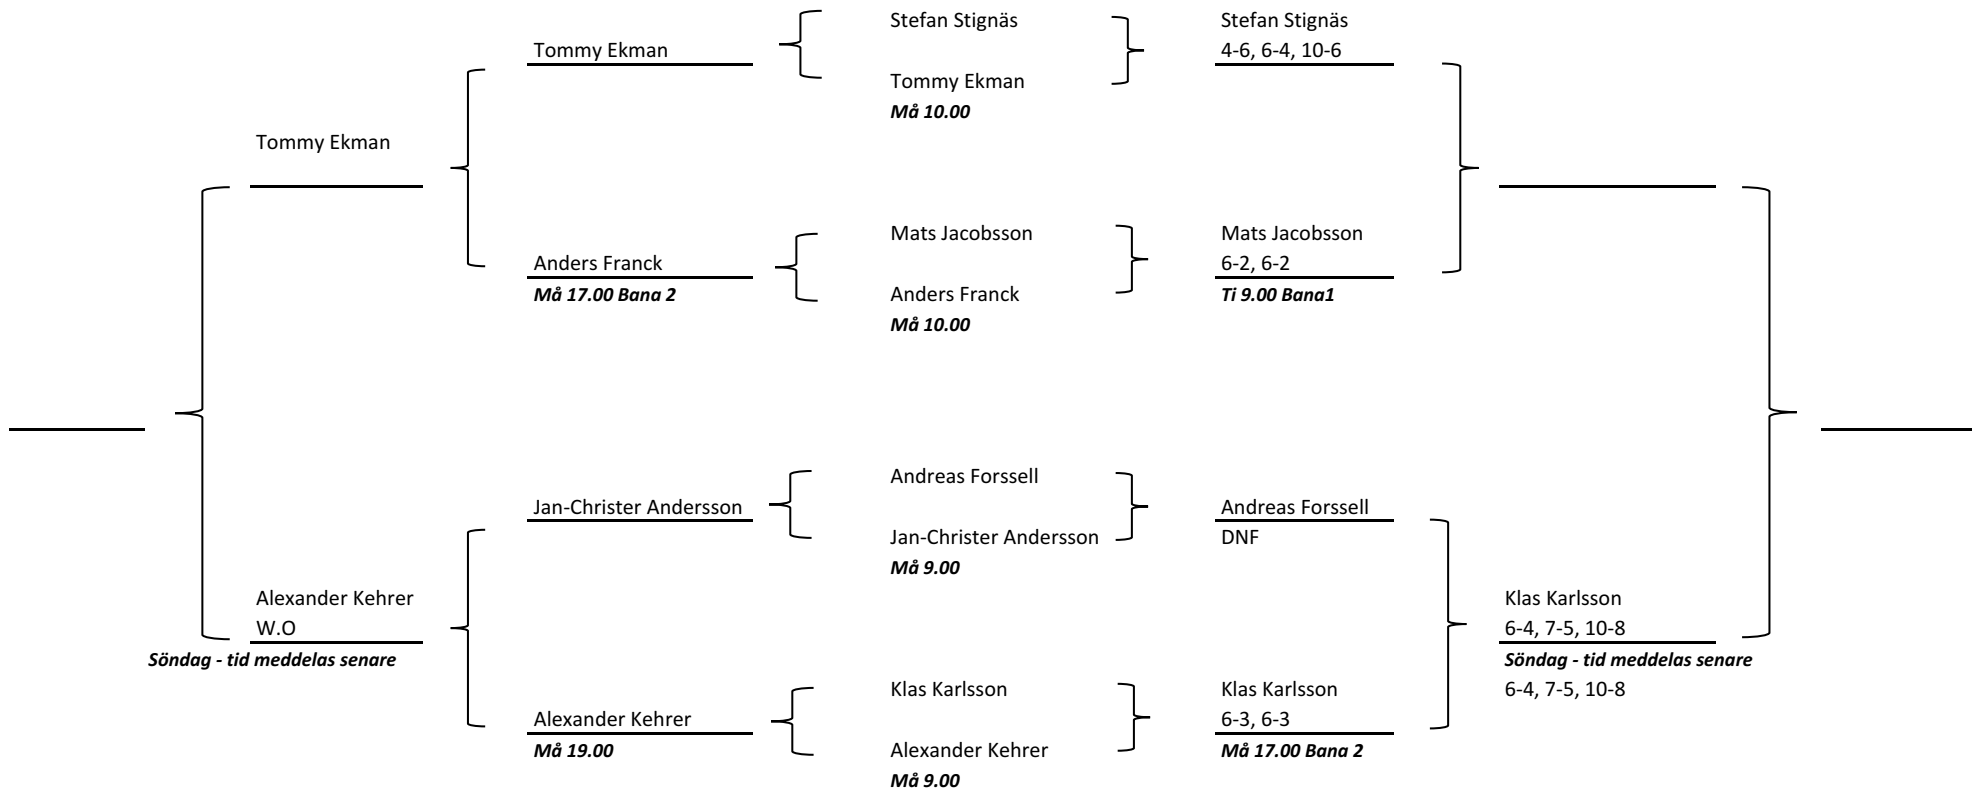 Stefan Stignäs
Stefan Stignäs
Tommy Ekman
4-6, 6-4, 10-6
Tommy Ekman
Må 10.00
Tommy Ekman
Mats Jacobsson
Mats Jacobsson
Anders Franck
6-2, 6-2
Må 17.00 Bana 2
Anders Franck
Ti 9.00 Bana1
Må 10.00
Andreas Forssell
Jan-Christer Andersson
Andreas Forssell
Jan-Christer Andersson
DNF
Må 9.00
Alexander Kehrer
Klas Karlsson
W.O
6-4, 7-5, 10-8
Söndag - tid meddelas senare
Söndag - tid meddelas senare
Klas Karlsson
Klas Karlsson
6-4, 7-5, 10-8
Alexander Kehrer
6-3, 6-3
Må 19.00
Alexander Kehrer
Må 17.00 Bana 2
Må 9.00